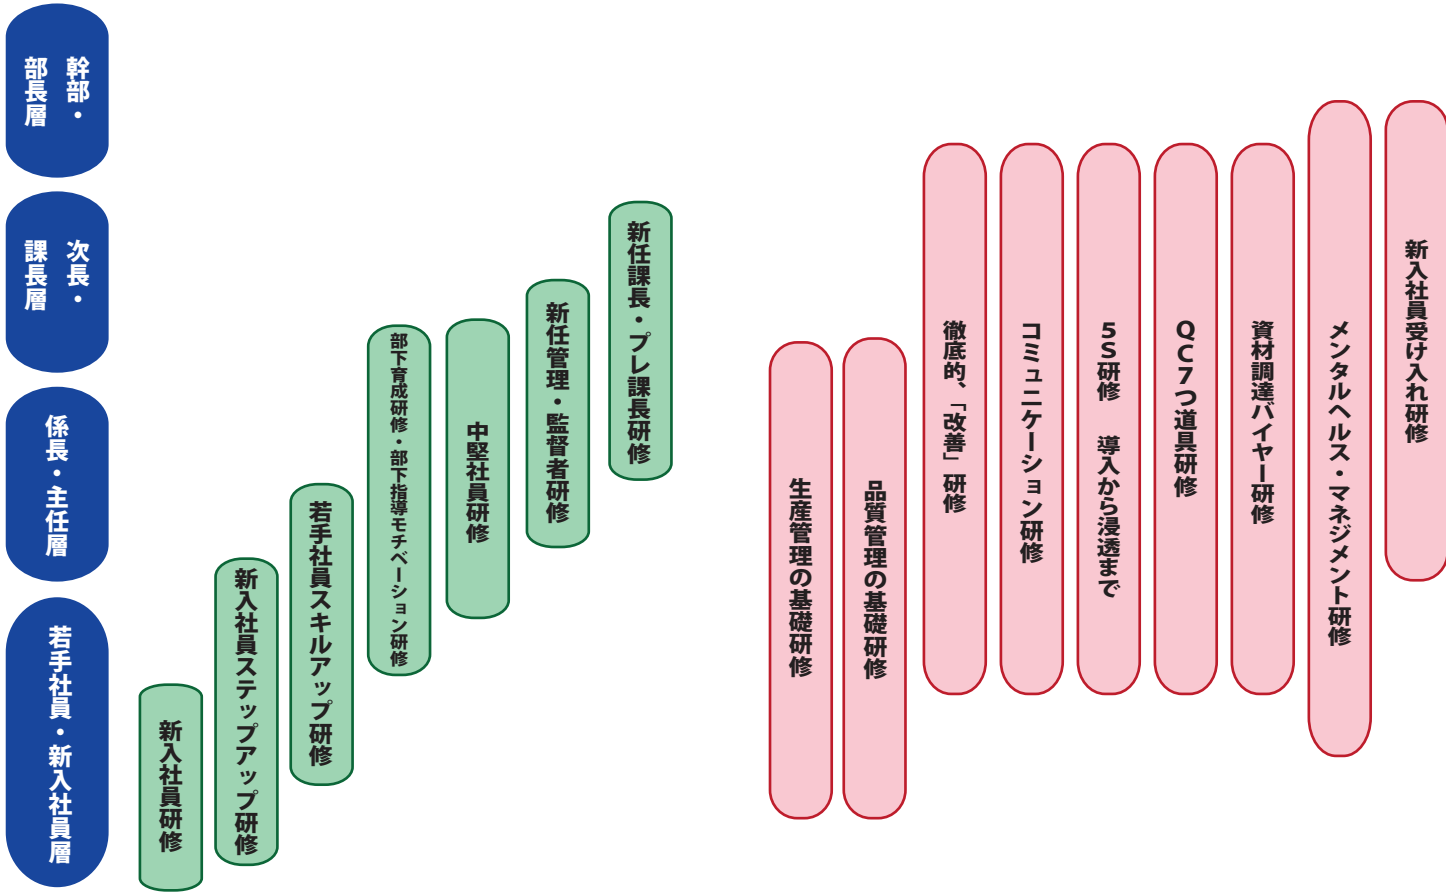 幹部・
部長層
次長・
課長層
係長・主任層
若手社員・新入社員層
新入社員研修
新入社員ステップアップ研修
若手社員スキルアップ研修
部下育成研修・部下指導モチベーション研修
中堅社員研修
新任管理・監督者研修
新任課長・プレ課長研修
生産管理の基礎研修
品質管理の基礎研修
徹底的、「改善」研修
コミュニケーション研修
5S研修　導入から浸透まで
QC7つ道具研修
資材調達バイヤー研修
メンタルヘルス・マネジメント研修
新入社員受け入れ研修